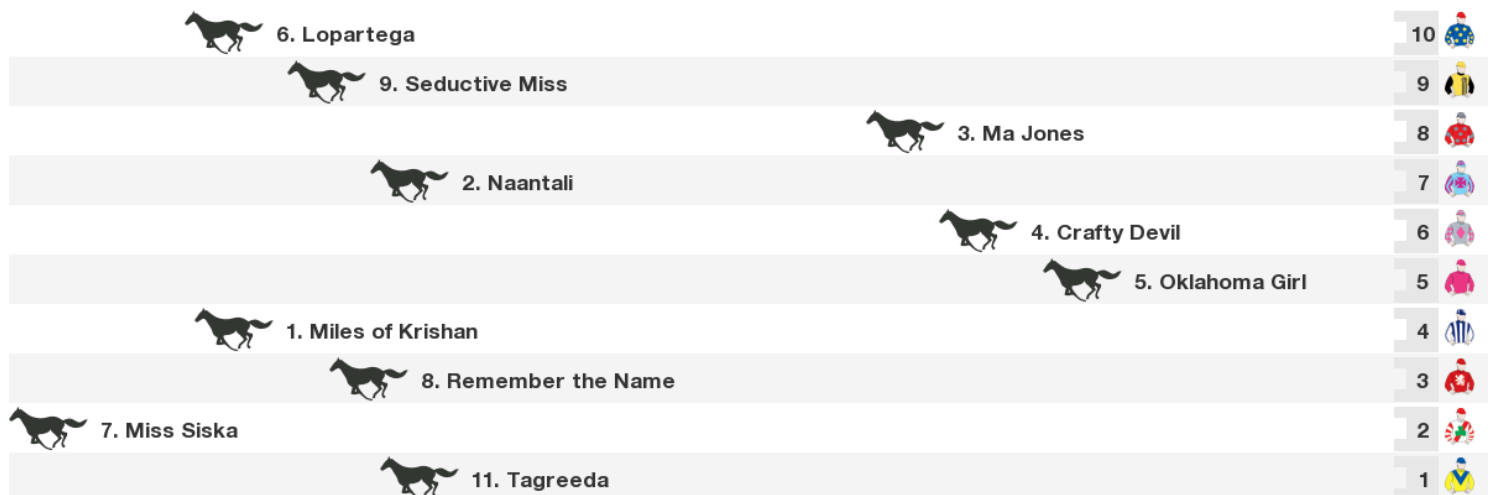 6. Lopartega 10
9. Seductive Miss 9
3. Ma Jones 8
2. Naantali 7
4. Crafty Devil 6
5. Oklahoma Girl 5
1. Miles of Krishan 4
8. Remember the Name 3
7. Miss Siska 2
11. Tagreeda 1